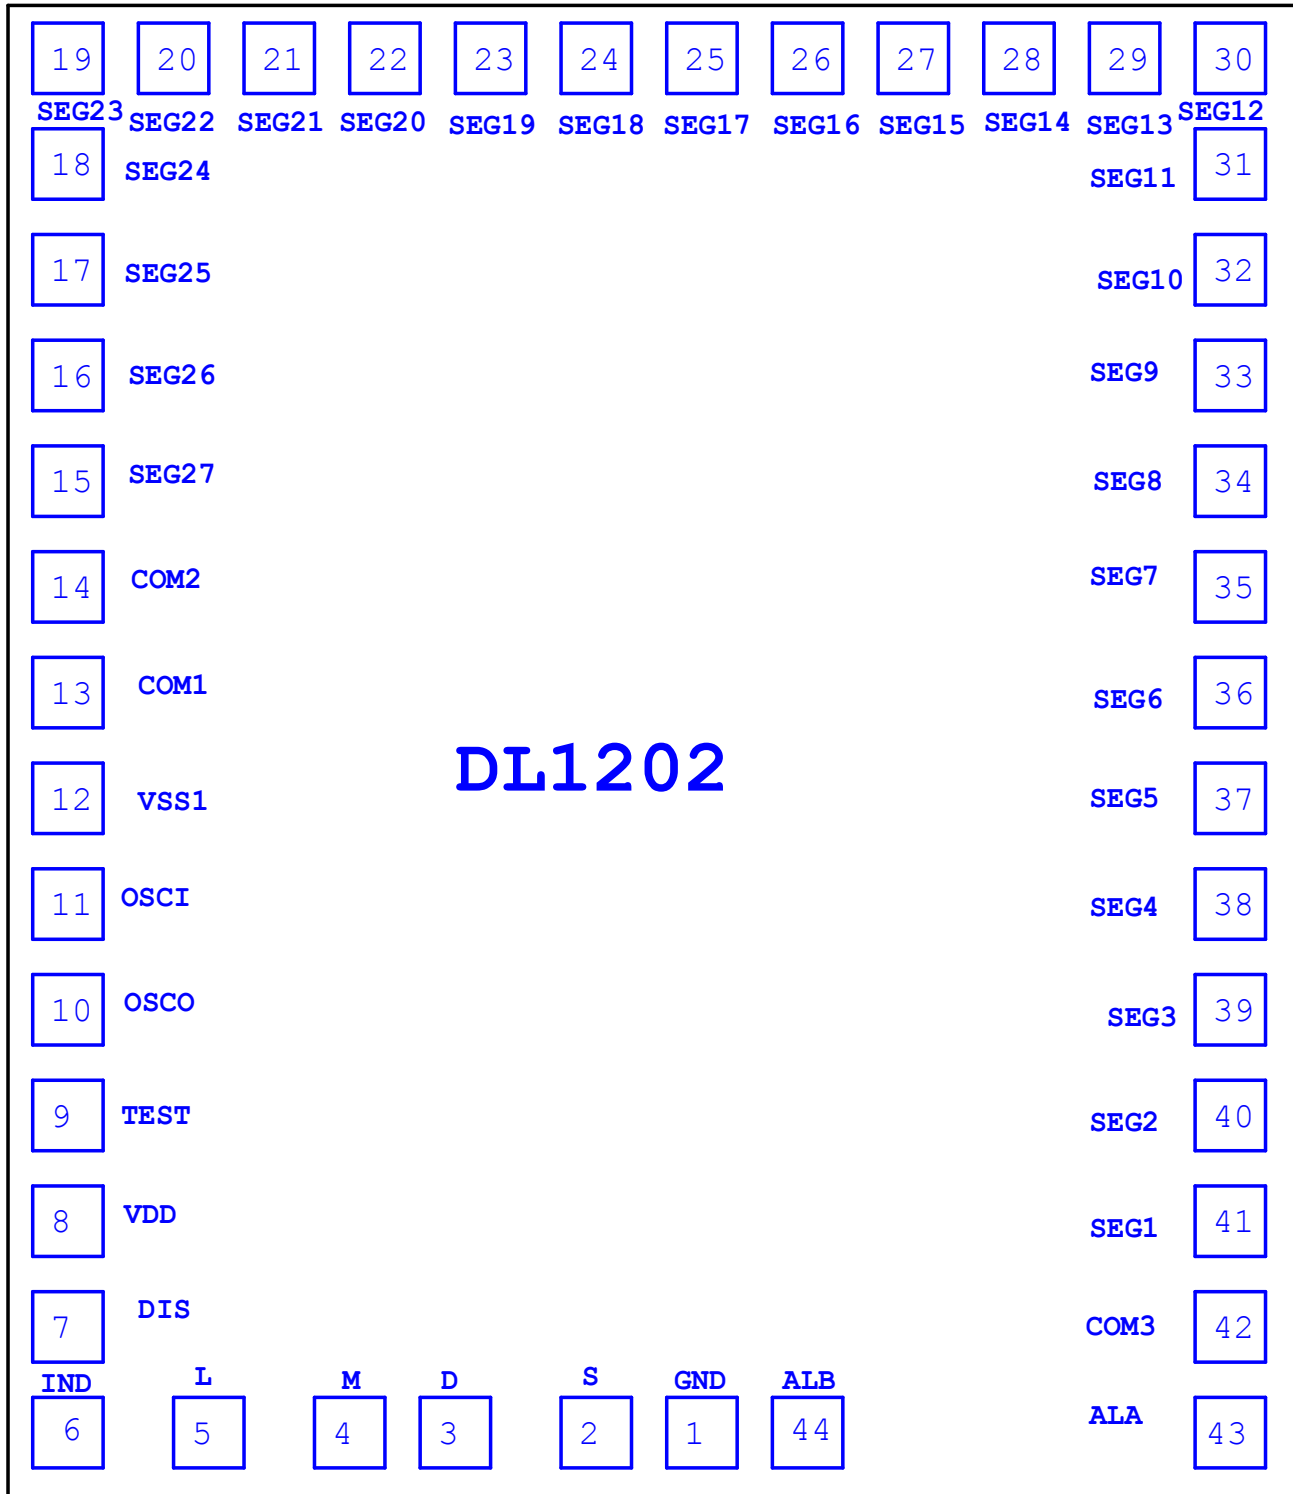 19 20 21 22 23 24 25 26 27 28 29 30
SEG23 SEG22 SEG21 SEG20 SEG19 SEG18 SEG17 SEG16 SEG15 SEG14 SEG13 SEG12
18 SEG24 SEG11 31
17 SEG25 SEG10 32
16 SEG26 SEG9 33
15 SEG27 SEG8 34
14 COM2 SEG7 35
13 COM1 SEG6 36
DL1202
12 VSS1 SEG5 37
11 OSCI SEG4 38
10 OSCO SEG3 39
9 TEST SEG2 40
8 VDD SEG1 41
7 DIS COM3 42
IND L M D S GND ALB ALA
6 5 4 3 2 1 44 43